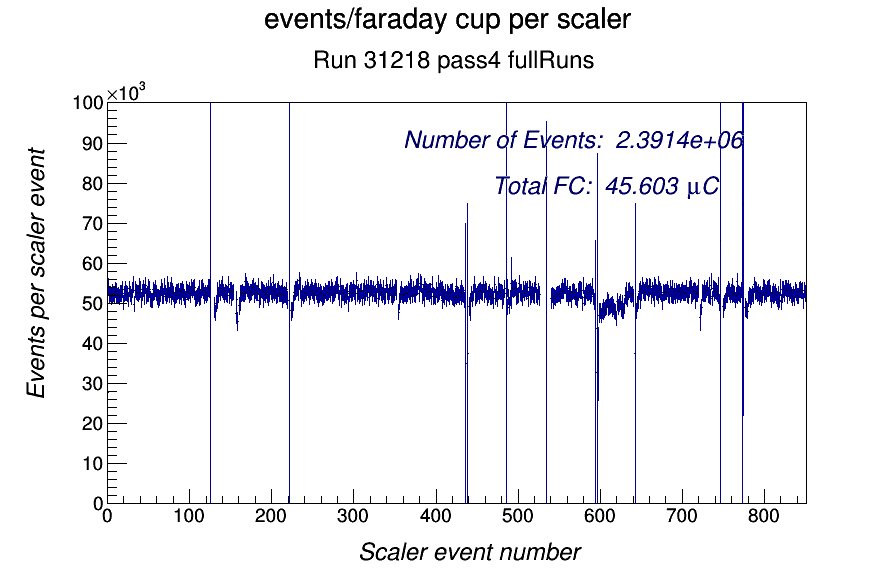 events/faraday cup per scaler
Run 31218 pass4 fullRuns
×10³
100
90
80
70
60
50
40
30
20
10
0
Events per scaler event
Number of Events: 2.3914e+06
Total FC: 45.603 μC
0 100 200 300 400 500 600 700 800
Scaler event number